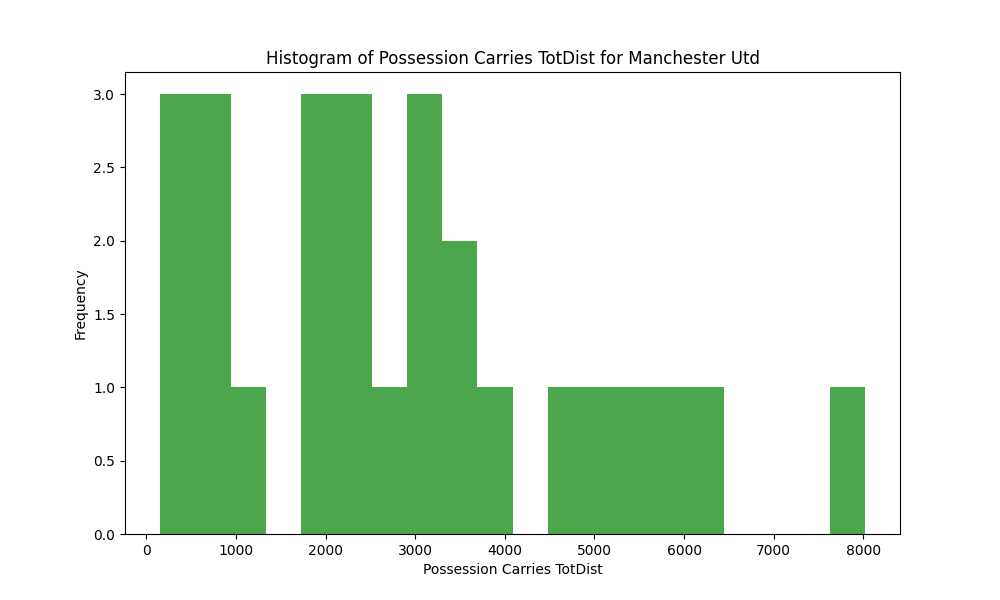 Histogram of Possession Carries TotDist for Manchester Utd
3.0
2.5
2.0
1.5
1.0
0.5
0.0
Frequency
0 1000 2000 3000 4000 5000 6000 7000 8000
Possession Carries TotDist